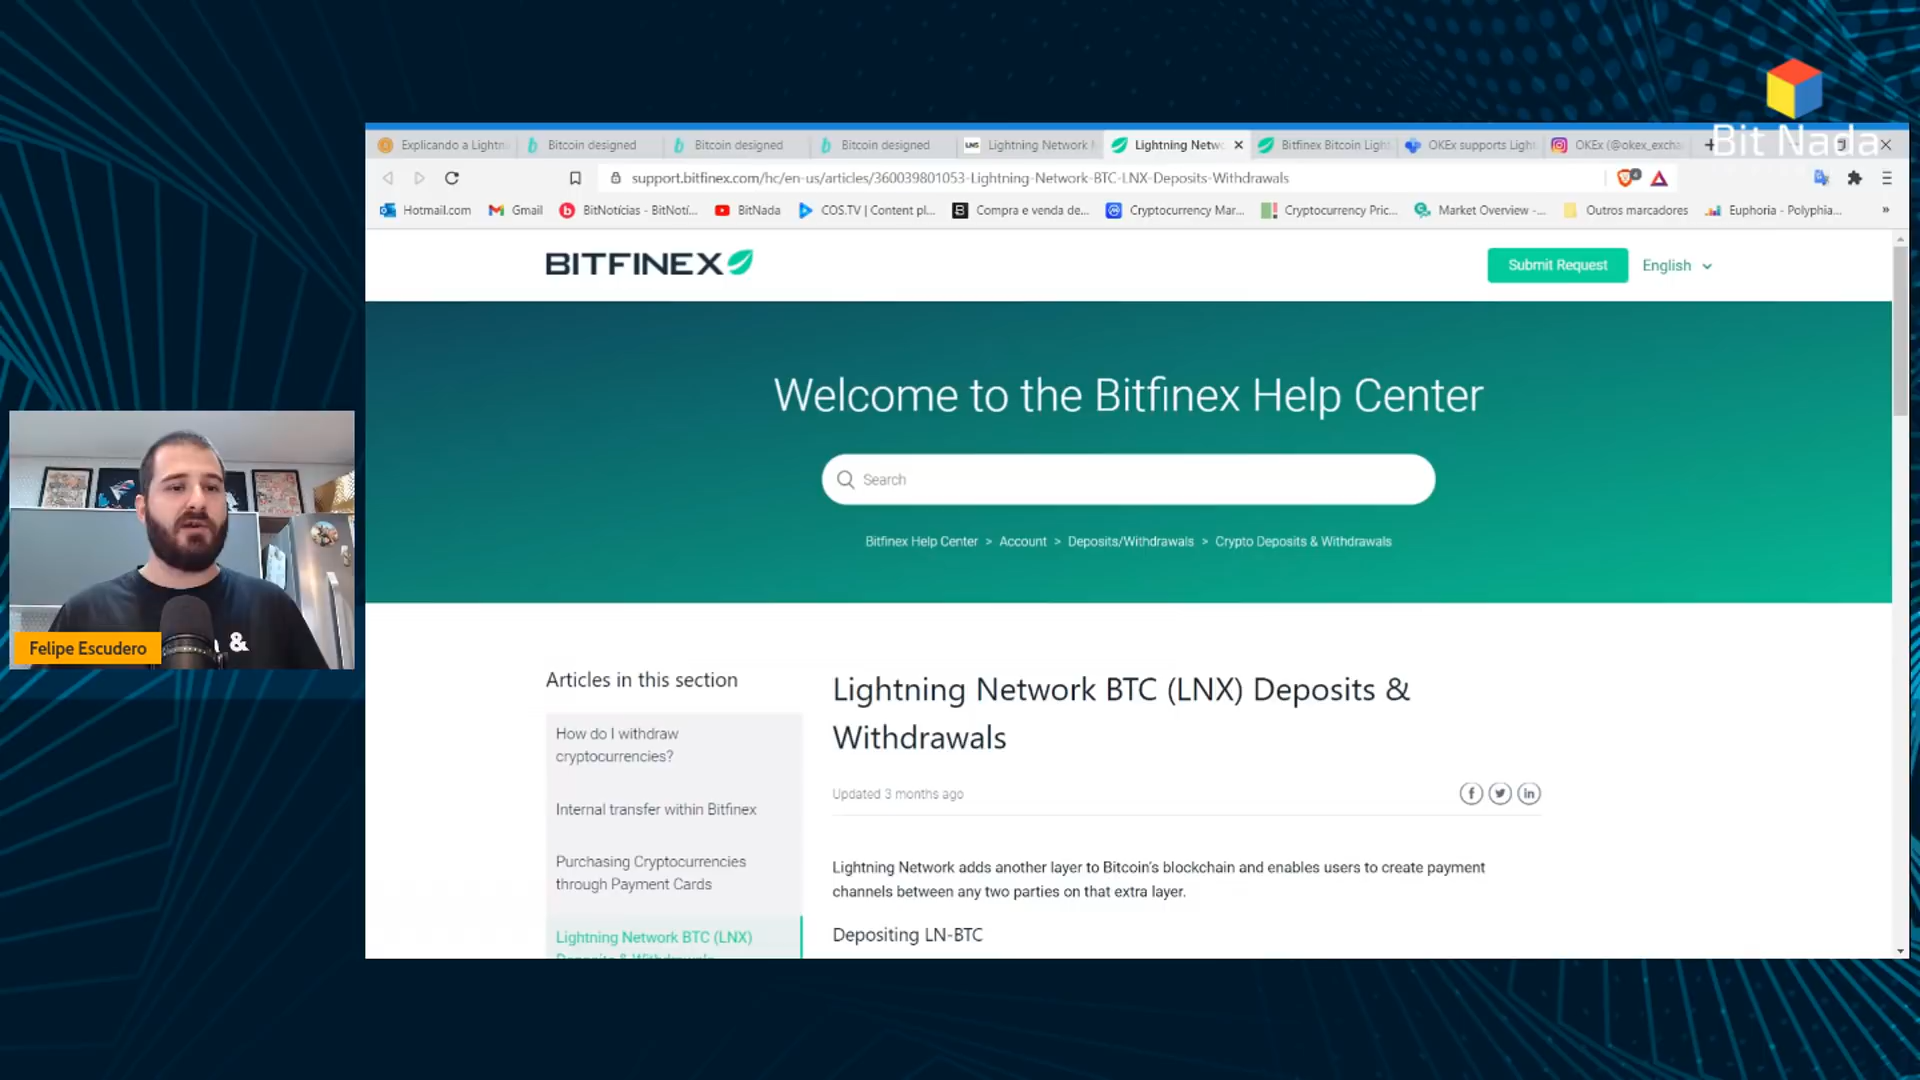 Bit Nada
Explicando a Lightni
Bitcoin designed
Bitcoin designed
Bitcoin designed
LNS
Lightning Network
Lightning Netwo
Bitfinex Bitcoin Light
OKEx supports Light
OKEx (@okex_excha
support.bitfinex.com/hc/en-us/articles/360039801053-Lightning-Network-BTC-LNX-Deposits-Withdrawals
Hotmail.com
Gmail
BitNotícias - BitNotí...
BitNada
COS.TV | Content pl...
Compra e venda de...
Cryptocurrency Mar...
Cryptocurrency Pric...
Market Overview -...
Outros marcadores
Euphoria - Polyphia...
BITFINEX
Submit Request
English
Welcome to the Bitfinex Help Center
Search
Bitfinex Help Center > Account > Deposits/Withdrawals > Crypto Deposits & Withdrawals
&
Felipe Escudero
Articles in this section
How do I withdraw
cryptocurrencies?
Internal transfer within Bitfinex
Purchasing Cryptocurrencies
through Payment Cards
Lightning Network BTC (LNX)
Deposits & Withdrawals
Lightning Network BTC (LNX) Deposits &
Withdrawals
Updated 3 months ago
Lightning Network adds another layer to Bitcoin's blockchain and enables users to create payment
channels between any two parties on that extra layer.
Depositing LN-BTC